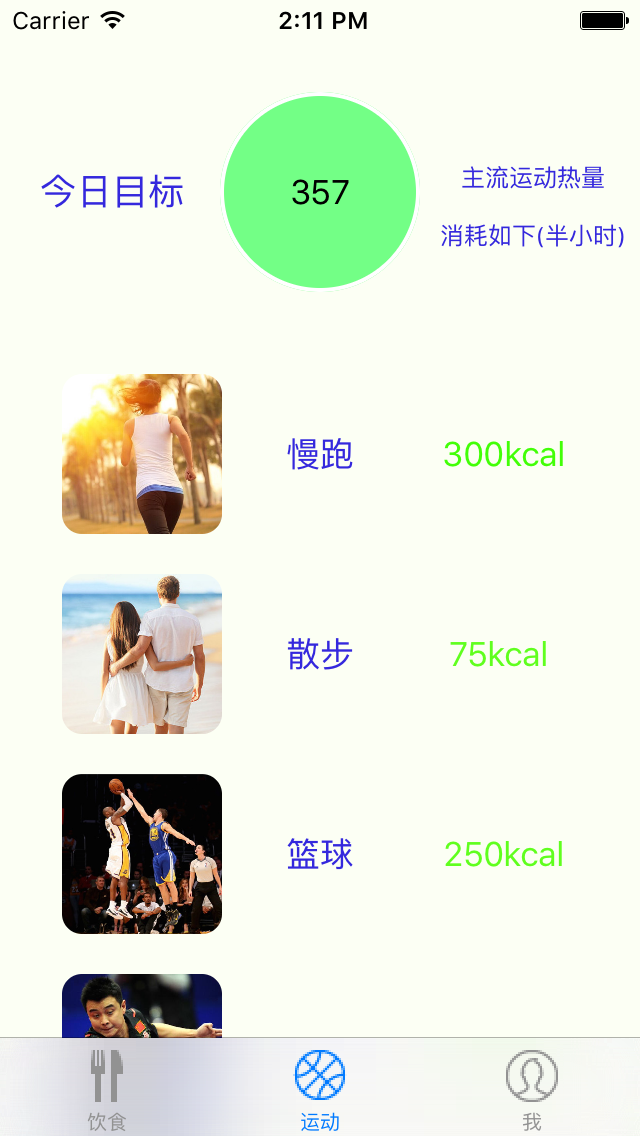 Carrier 2:11 PM
今日目标
357
主流运动热量
消耗如下(半小时)
慢跑 300kcal
散步 75kcal
篮球 250kcal
饮食 运动 我